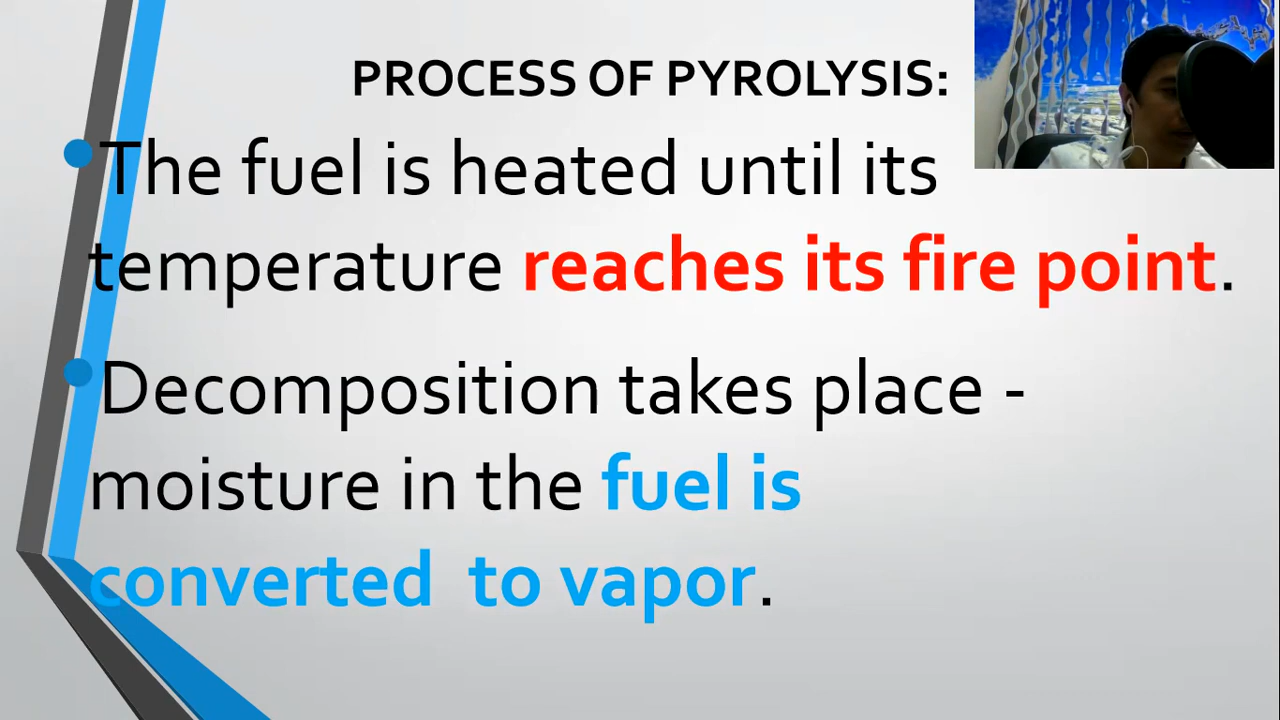 PROCESS OF PYROLYSIS:
The fuel is heated until its
temperature reaches its fire point.
Decomposition takes place -
moisture in the fuel is
converted  to vapor.